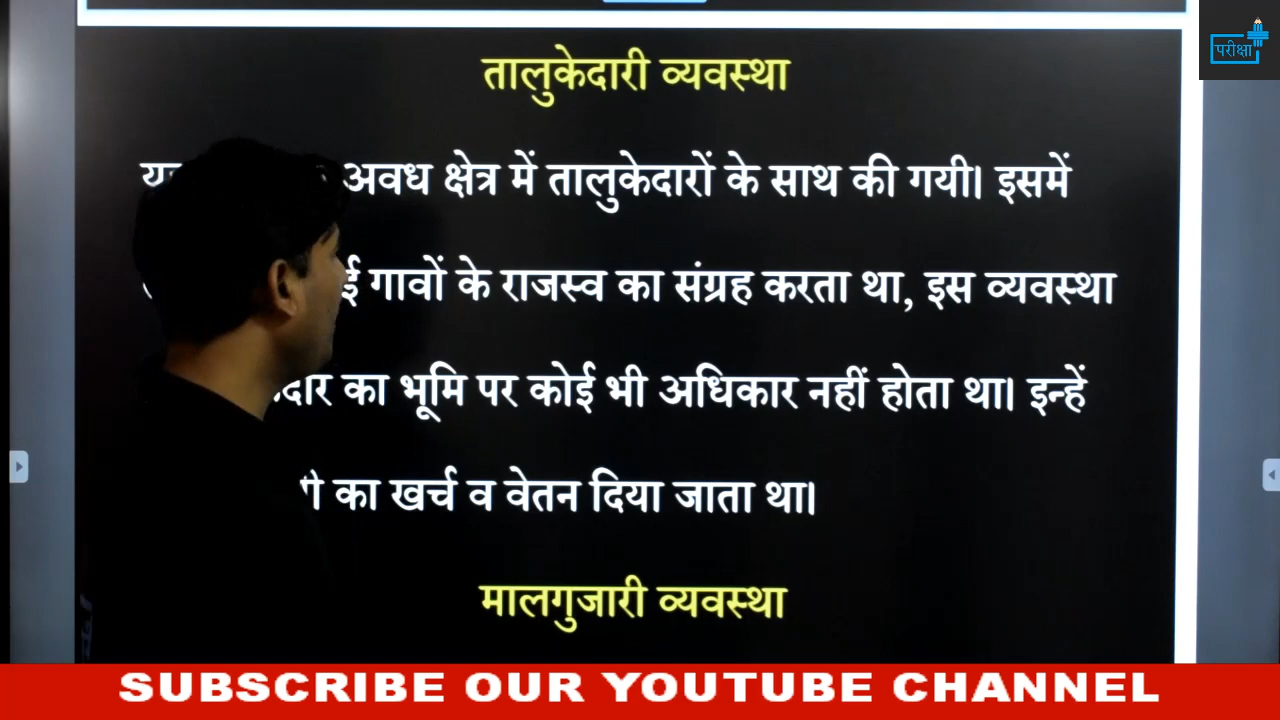 परीक्षा
तालुकेदारी व्यवस्था
अवध क्षेत्र में तालुकेदारों के साथ की गयी। इसमें
गावों के राजस्व का संग्रह करता था, इस व्यवस्था
का भूमि पर कोई भी अधिकार नहीं होता था। इन्हें
का खर्च व वेतन दिया जाता था।
मालगुजारी व्यवस्था
SUBSCRIBE OUR YOUTUBE CHANNEL